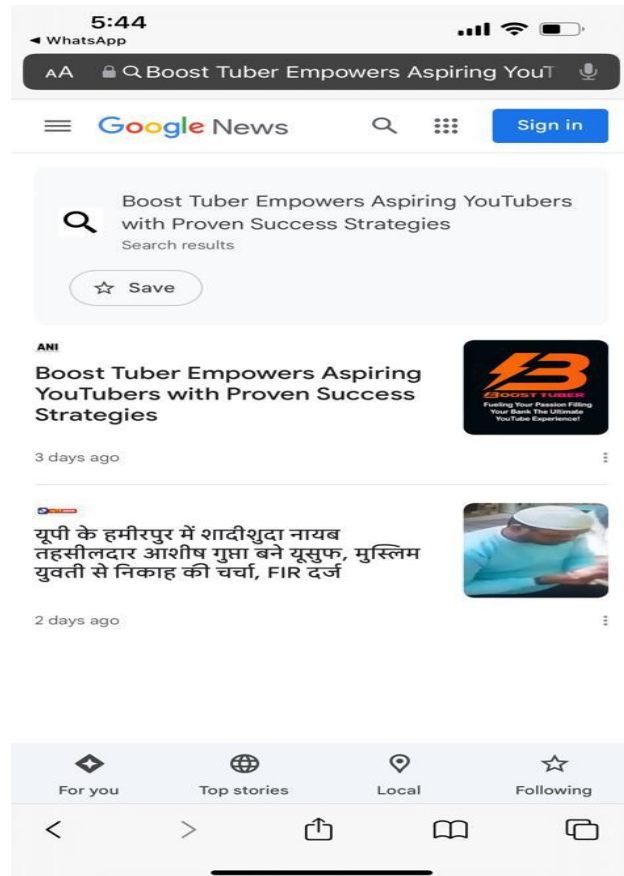 5:44
◄ WhatsApp
AA Boost Tuber Empowers Aspiring YouT
Google News
Sign in
Boost Tuber Empowers Aspiring YouTubers
with Proven Success Strategies
Search results
Save
ANI
Boost Tuber Empowers Aspiring
YouTubers with Proven Success
Strategies
B
BOOST TUBER
Fueling Your Passion Filling
Your Bank The Ultimate
YouTube Experience!
3 days ago
यूपी के हमीरपुर में शादीशुदा नायब
तहसीलदार आशीष गुप्ता बने यूसुफ, मुस्लिम
युवती से निकाह की चर्चा, FIR दर्ज
2 days ago
For you
Top stories
Local
Following